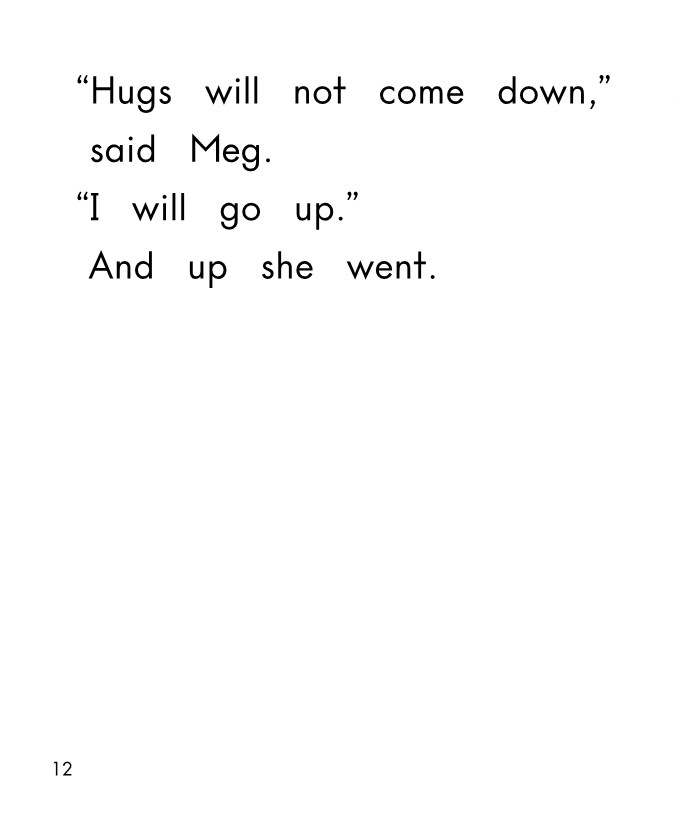 “Hugs will not come down,”
said Meg.
“I will go up.”
And up she went.
12